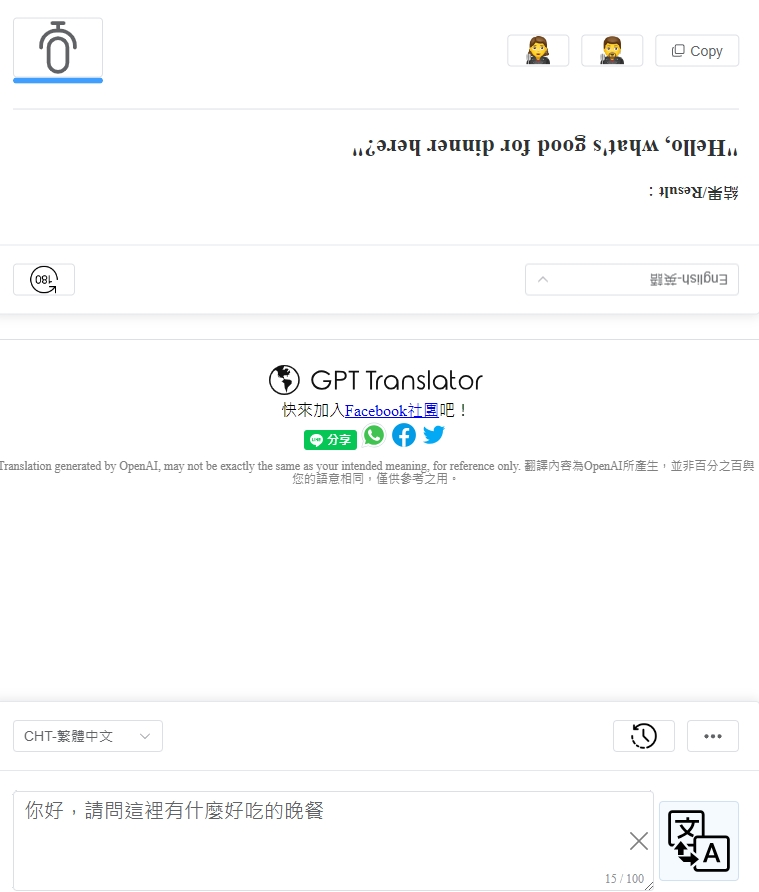 Copy
"Hello, what's good for dinner here?"
結果/Result：
180
English-英語
GPT Translator
快來加入Facebook社團吧！
分享
Translation generated by OpenAI, may not be exactly the same as your intended meaning, for reference only. 翻譯內容為OpenAI所產生，並非百分之百與
您的語意相同，僅供參考之用。
CHT-繁體中文
你好，請問這裡有什麼好吃的晚餐
15 / 100
文
A